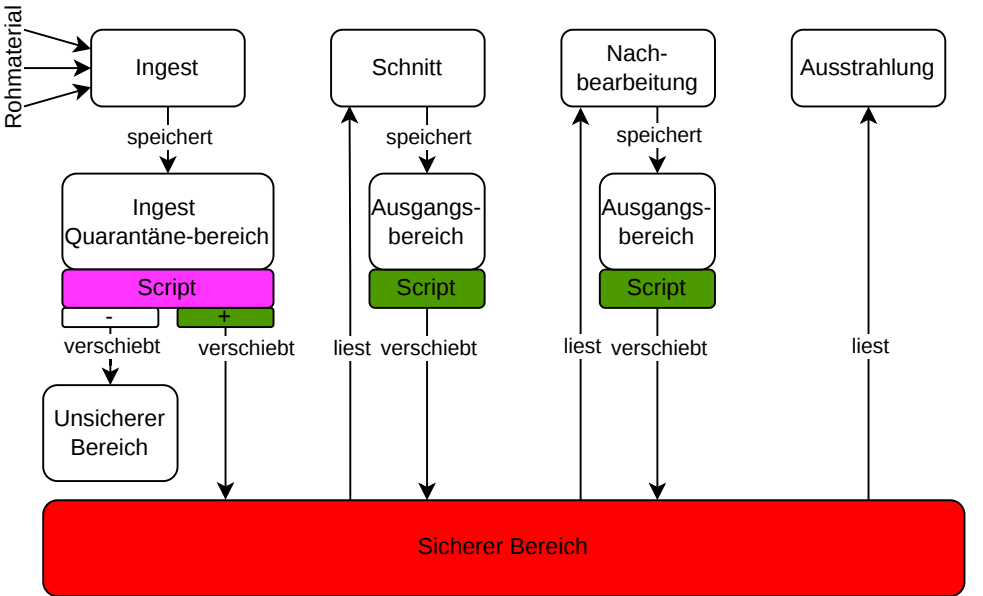 Rohmaterial
Ingest
Schnitt
Nach-
bearbeitung
Ausstrahlung
speichert
speichert
speichert
Ingest
Quarantäne-bereich
Ausgangs-
bereich
Ausgangs-
bereich
Script
Script
Script
-
+
verschiebt
verschiebt
liest
verschiebt
liest
verschiebt
liest
Unsicherer
Bereich
Sicherer Bereich